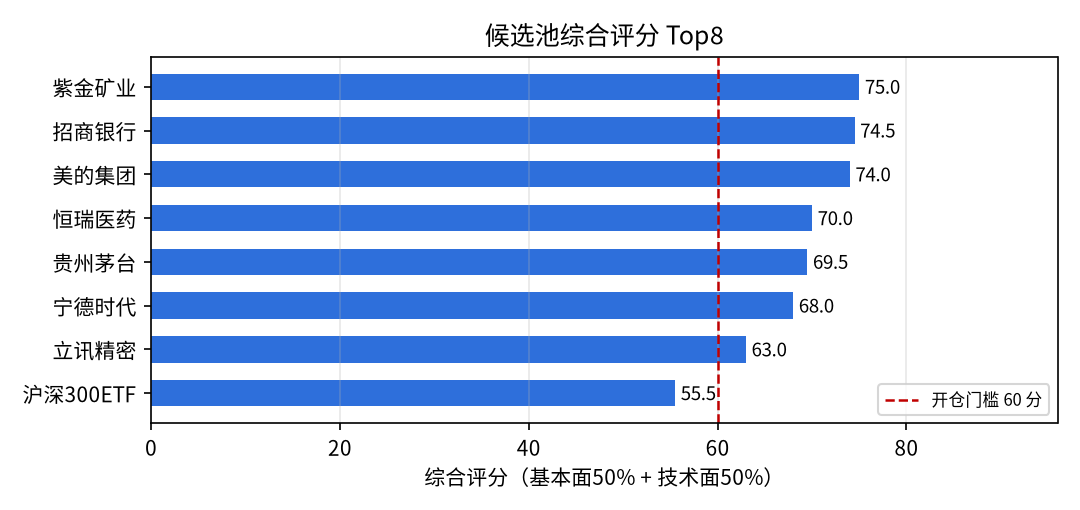 候选池综合评分 Top8
紫金矿业 75.0
招商银行 74.5
美的集团 74.0
恒瑞医药 70.0
贵州茅台 69.5
宁德时代 68.0
立讯精密 63.0
沪深300ETF 55.5
开仓门槛 60 分
0 20 40 60 80
综合评分（基本面50% + 技术面50%）